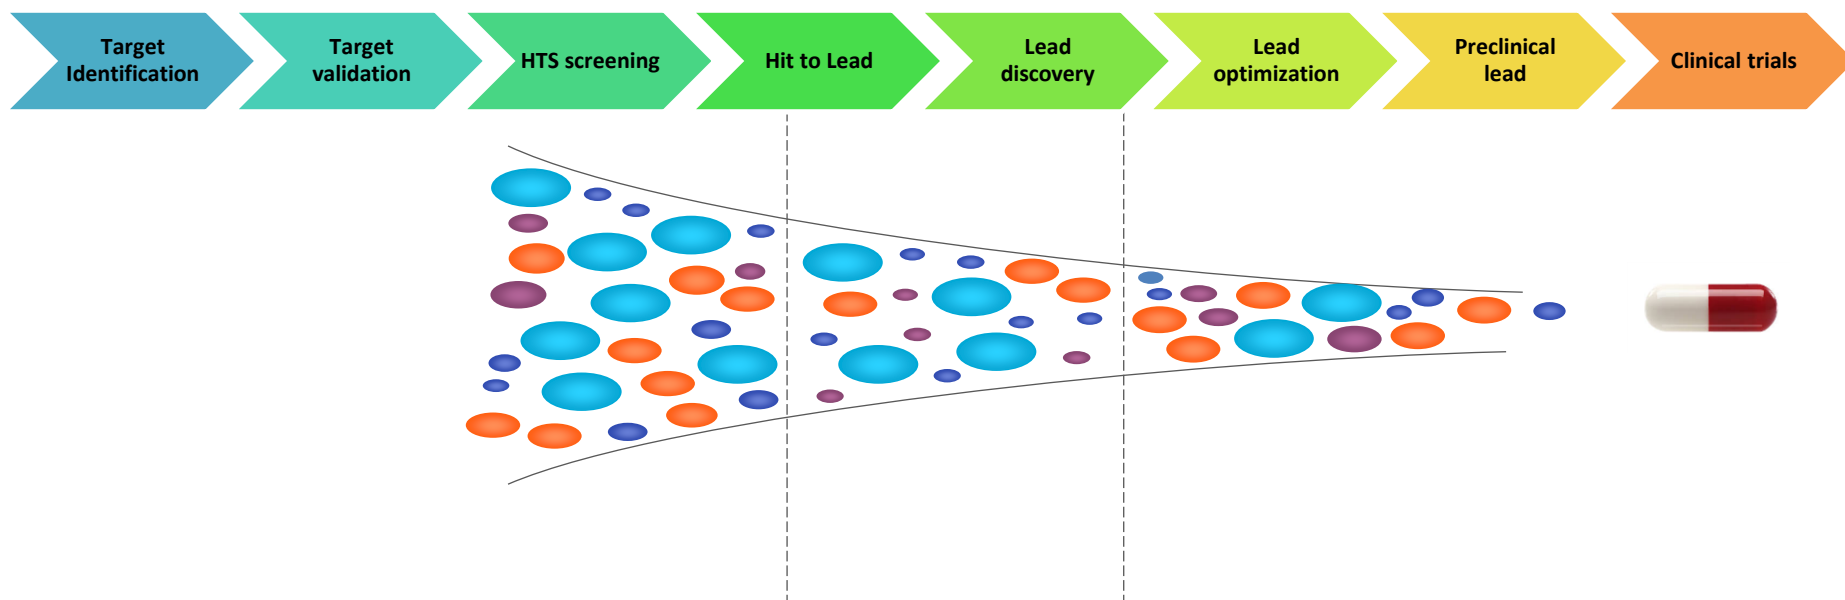 Target
Identification
Target
validation
HTS screening
Hit to Lead
Lead
discovery
Lead
optimization
Preclinical
lead
Clinical trials